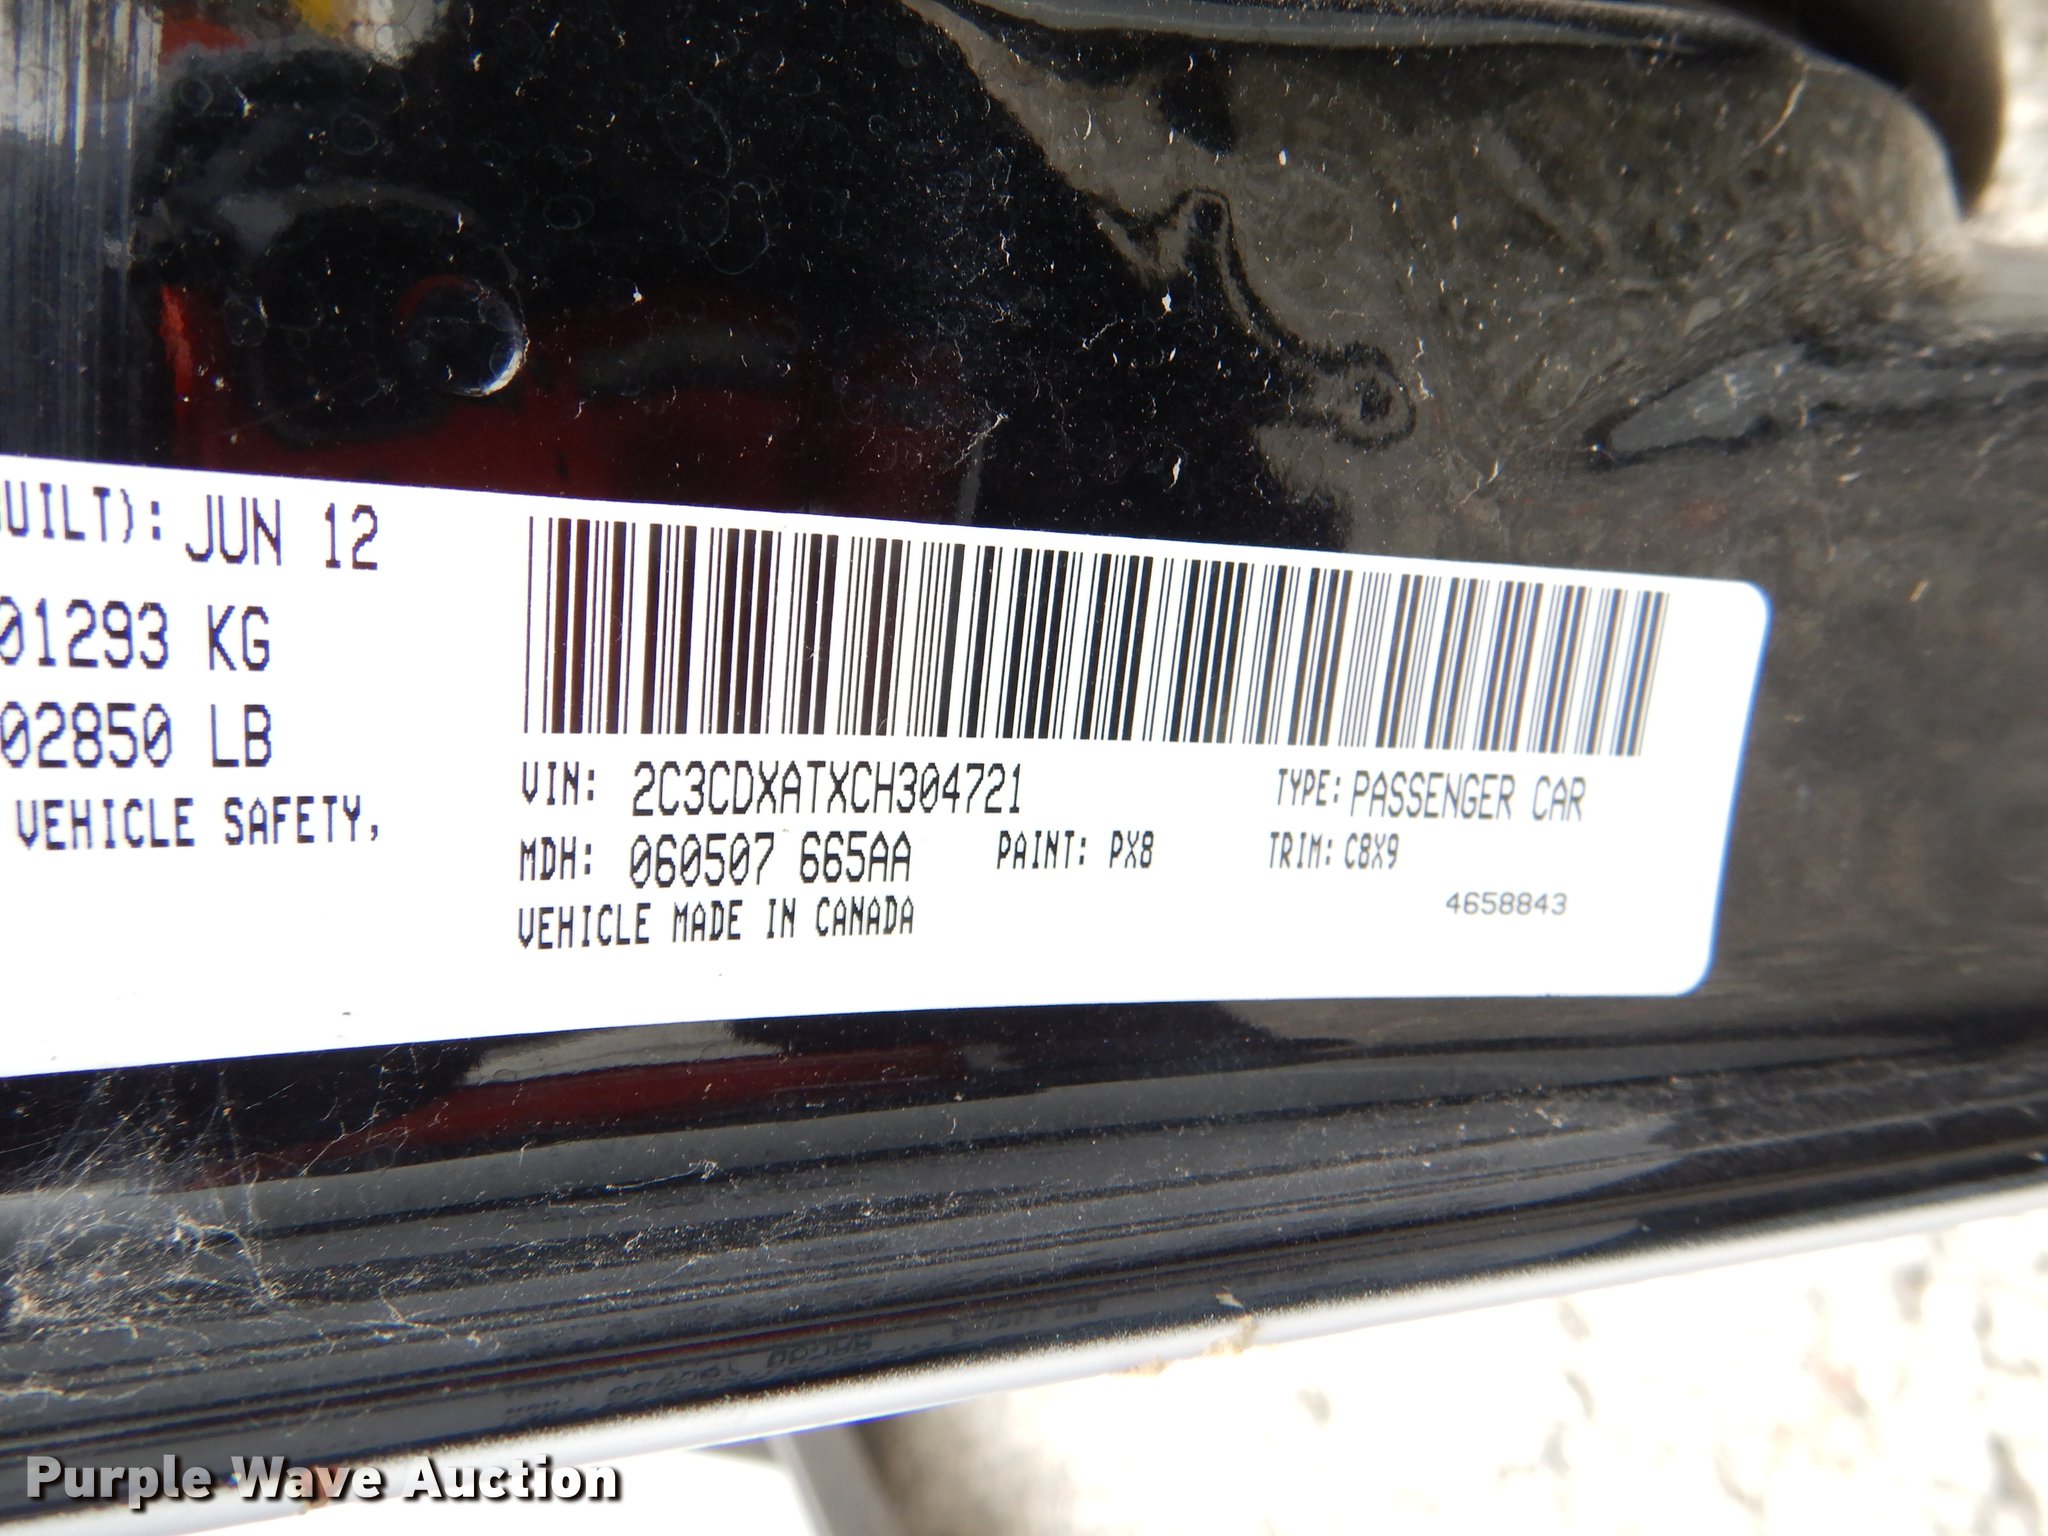 BUILT): JUN 12
01293 KG
02850 LB
VEHICLE SAFETY,
VIN: 2C3CDXATXCH304721
TYPE: PASSENGER CAR
MDH: 060507 665AA
PAINT: PX8
TRIM: C8X9
VEHICLE MADE IN CANADA
4658843
Purple Wave Auction